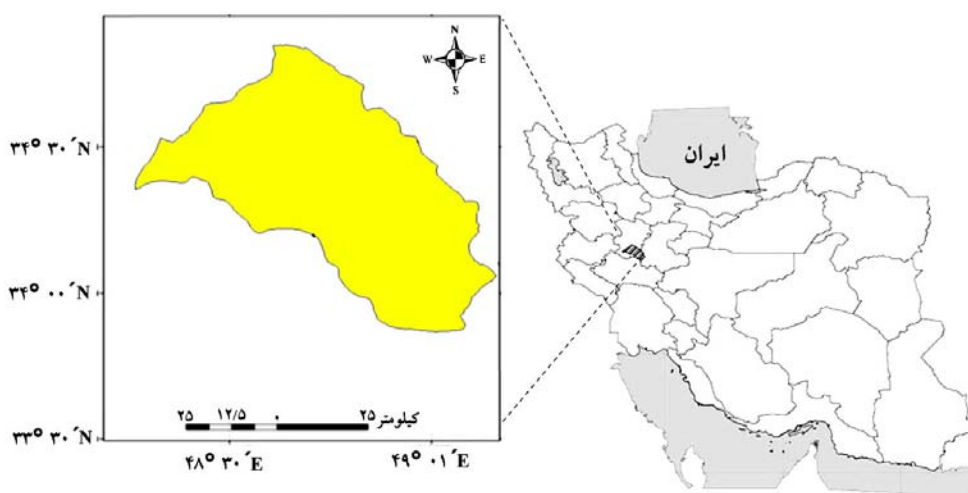 N
W E
S
۳۴° ۳۰´N
۳۴° ۰۰´N
۳۳° ۳۰´N
۲۵ ۱۲/۵ ۰ ۲۵ کیلومتر
۴۸° ۳۰´E
۴۹° ۰۱´E
ایران